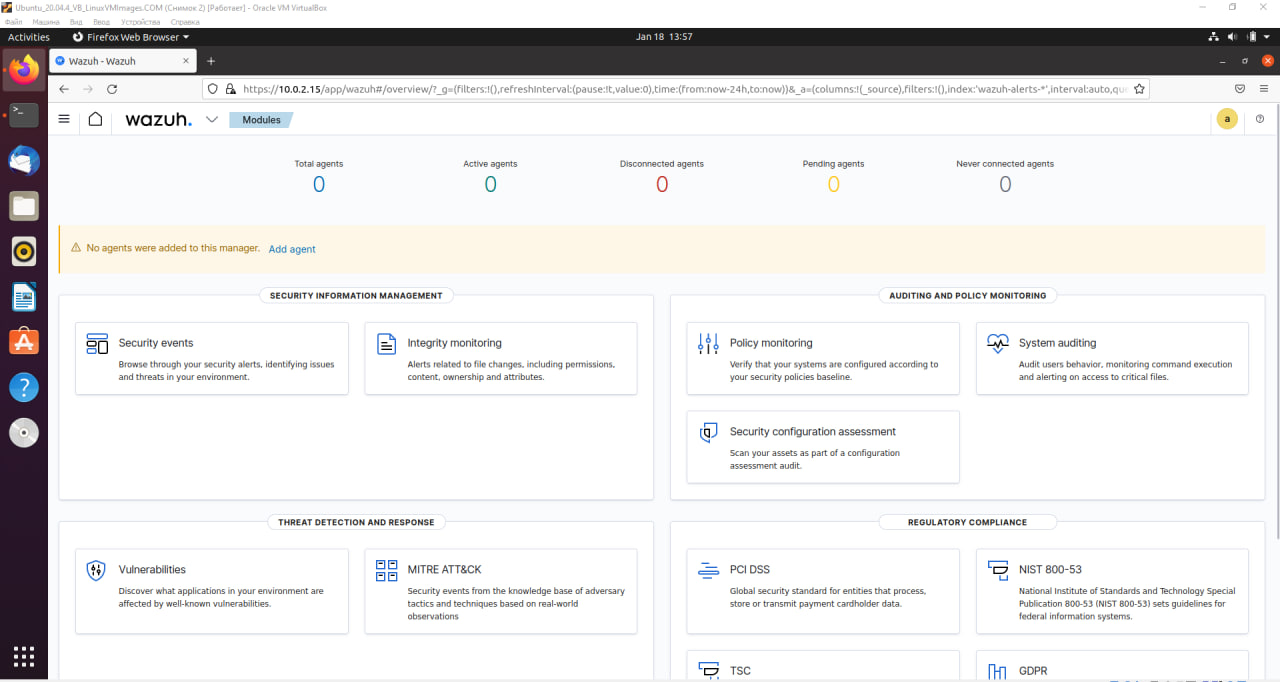 Ubuntu_20.04.4_VB_LinuxVMImages.COM (Снимок 2) [Работает] - Oracle VM VirtualBox
Файл Машина Вид Ввод Устройства Справка
Activities Firefox Web Browser Jan 18 13:57
Wazuh - Wazuh
https://10.0.2.15/app/wazuh#/overview/?_g=(filters:!(),refreshInterval:(pause:!t,value:0),time:(from:now-24h,to:now))&_a=(columns:!(_source),filters:!(),index:'wazuh-alerts-*',interval:auto,que
wazuh. Modules a
Total agents Active agents Disconnected agents Pending agents Never connected agents
0 0 0 0 0
No agents were added to this manager. Add agent
SECURITY INFORMATION MANAGEMENT
Security events
Browse through your security alerts, identifying issues
and threats in your environment.
Integrity monitoring
Alerts related to file changes, including permissions,
content, ownership and attributes.
AUDITING AND POLICY MONITORING
Policy monitoring
Verify that your systems are configured according to
your security policies baseline.
System auditing
Audit users behavior, monitoring command execution
and alerting on access to critical files.
Security configuration assessment
Scan your assets as part of a configuration
assessment audit.
THREAT DETECTION AND RESPONSE
Vulnerabilities
Discover what applications in your environment are
affected by well-known vulnerabilities.
MITRE ATT&CK
Security events from the knowledge base of adversary
tactics and techniques based on real-world
observations
REGULATORY COMPLIANCE
PCI DSS
Global security standard for entities that process,
store or transmit payment cardholder data.
NIST 800-53
National Institute of Standards and Technology Special
Publication 800-53 (NIST 800-53) sets guidelines for
federal information systems.
TSC
GDPR